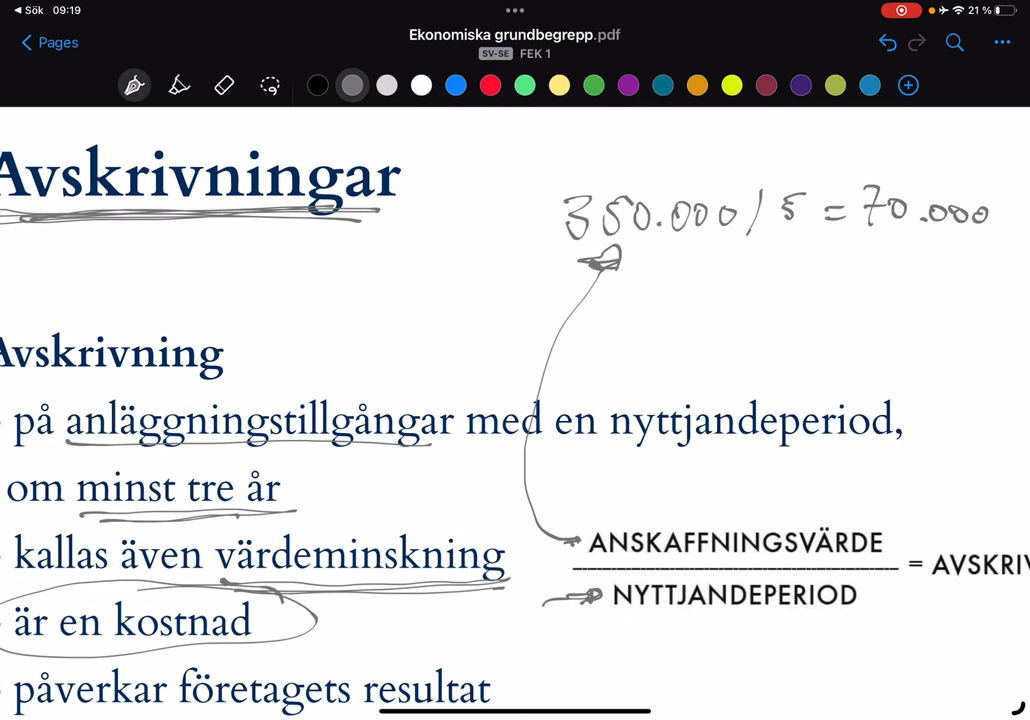 Sök 09:19
21 %
Pages
Ekonomiska grundbegrepp.pdf
SV-SE FEK 1
Avskrivningar
350.000 / 5 = 70.000
Avskrivning
på anläggningstillgångar med en nyttjandeperiod,
om minst tre år
kallas även värdeminskning
är en kostnad
påverkar företagets resultat
ANSKAFFNINGSVÄRDE
= AVSKRIV
NYTTJANDEPERIOD